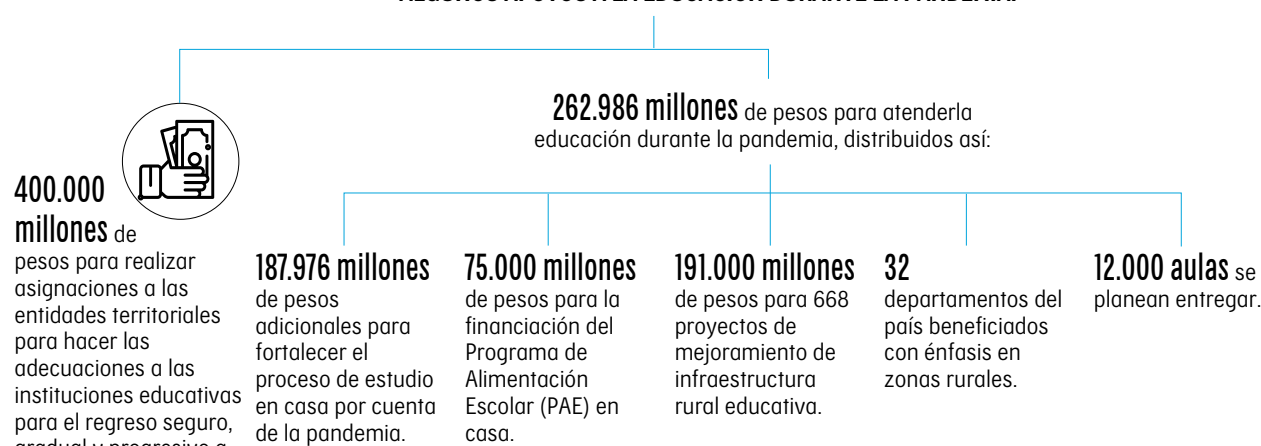 262.986 millones de pesos para atenderla
educación durante la pandemia, distribuidos así:
400.000
millones de
pesos para realizar
asignaciones a las
entidades territoriales
para hacer las
adecuaciones a las
instituciones educativas
para el regreso seguro,
187.976 millones
de pesos
adicionales para
fortalecer el
proceso de estudio
en casa por cuenta
de la pandemia.
75.000 millones
de pesos para la
financiación del
Programa de
Alimentación
Escolar (PAE) en
casa.
191.000 millones
de pesos para 668
proyectos de
mejoramiento de
infraestructura
rural educativa.
32
departamentos del
país beneficiados
con énfasis en
zonas rurales.
12.000 aulas se
planean entregar.